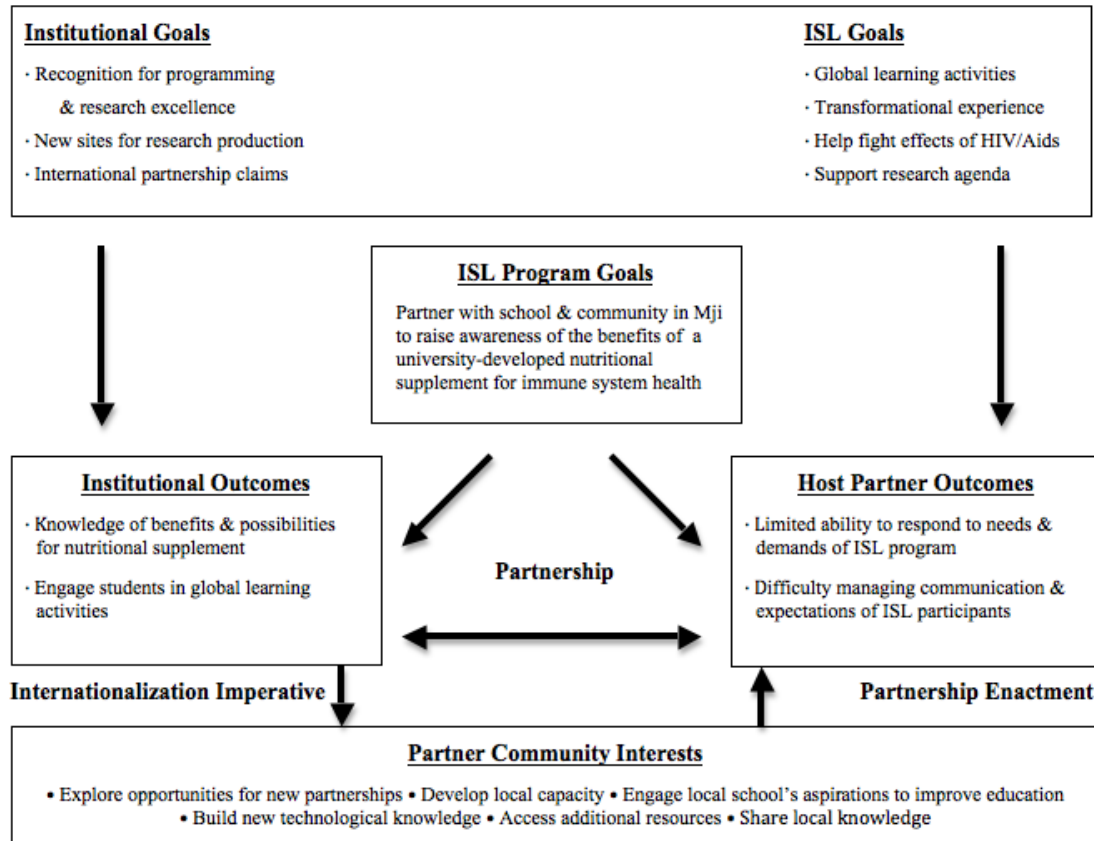 Institutional Goals
· Recognition for programming
& research excellence
· New sites for research production
· International partnership claims
ISL Goals
· Global learning activities
· Transformational experience
· Help fight effects of HIV/Aids
· Support research agenda
ISL Program Goals
Partner with school & community in Mji
to raise awareness of the benefits of a
university-developed nutritional
supplement for immune system health
Institutional Outcomes
· Knowledge of benefits & possibilities
for nutritional supplement
· Engage students in global learning
activities
Partnership
Host Partner Outcomes
· Limited ability to respond to needs &
demands of ISL program
· Difficulty managing communication &
expectations of ISL participants
Internationalization Imperative
Partnership Enactment
Partner Community Interests
• Explore opportunities for new partnerships • Develop local capacity • Engage local school's aspirations to improve education
• Build new technological knowledge • Access additional resources • Share local knowledge